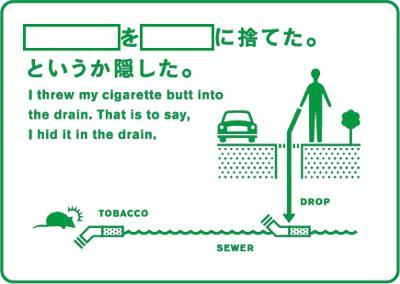 を に捨てた。
というか隠した。
I threw my cigarette butt into
the drain. That is to say,
I hid it in the drain.
DROP
TOBACCO
SEWER